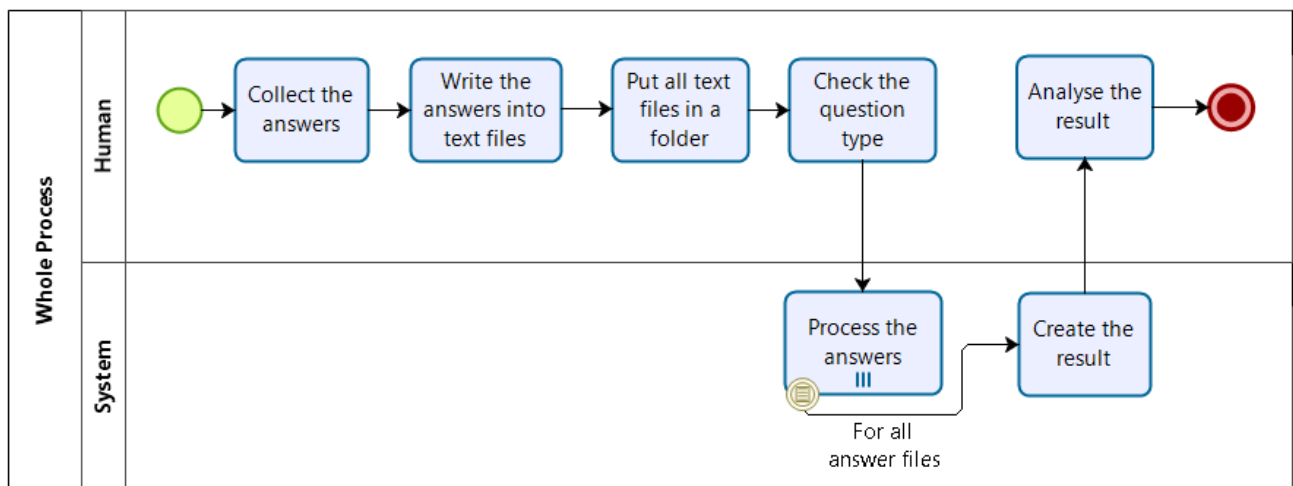 Whole Process
Human
Collect the
answers
Write the
answers into
text files
Put all text
files in a
folder
Check the
question
type
Analyse the
result
System
Process the
answers
For all
answer files
Create the
result